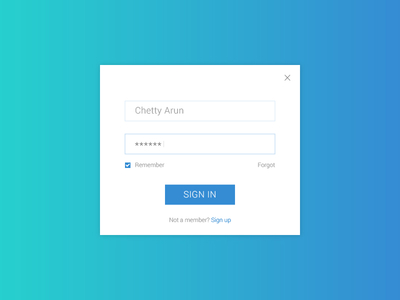 Chetty Arun
******
Remember
Forgot
SIGN IN
Not a member? Sign up.